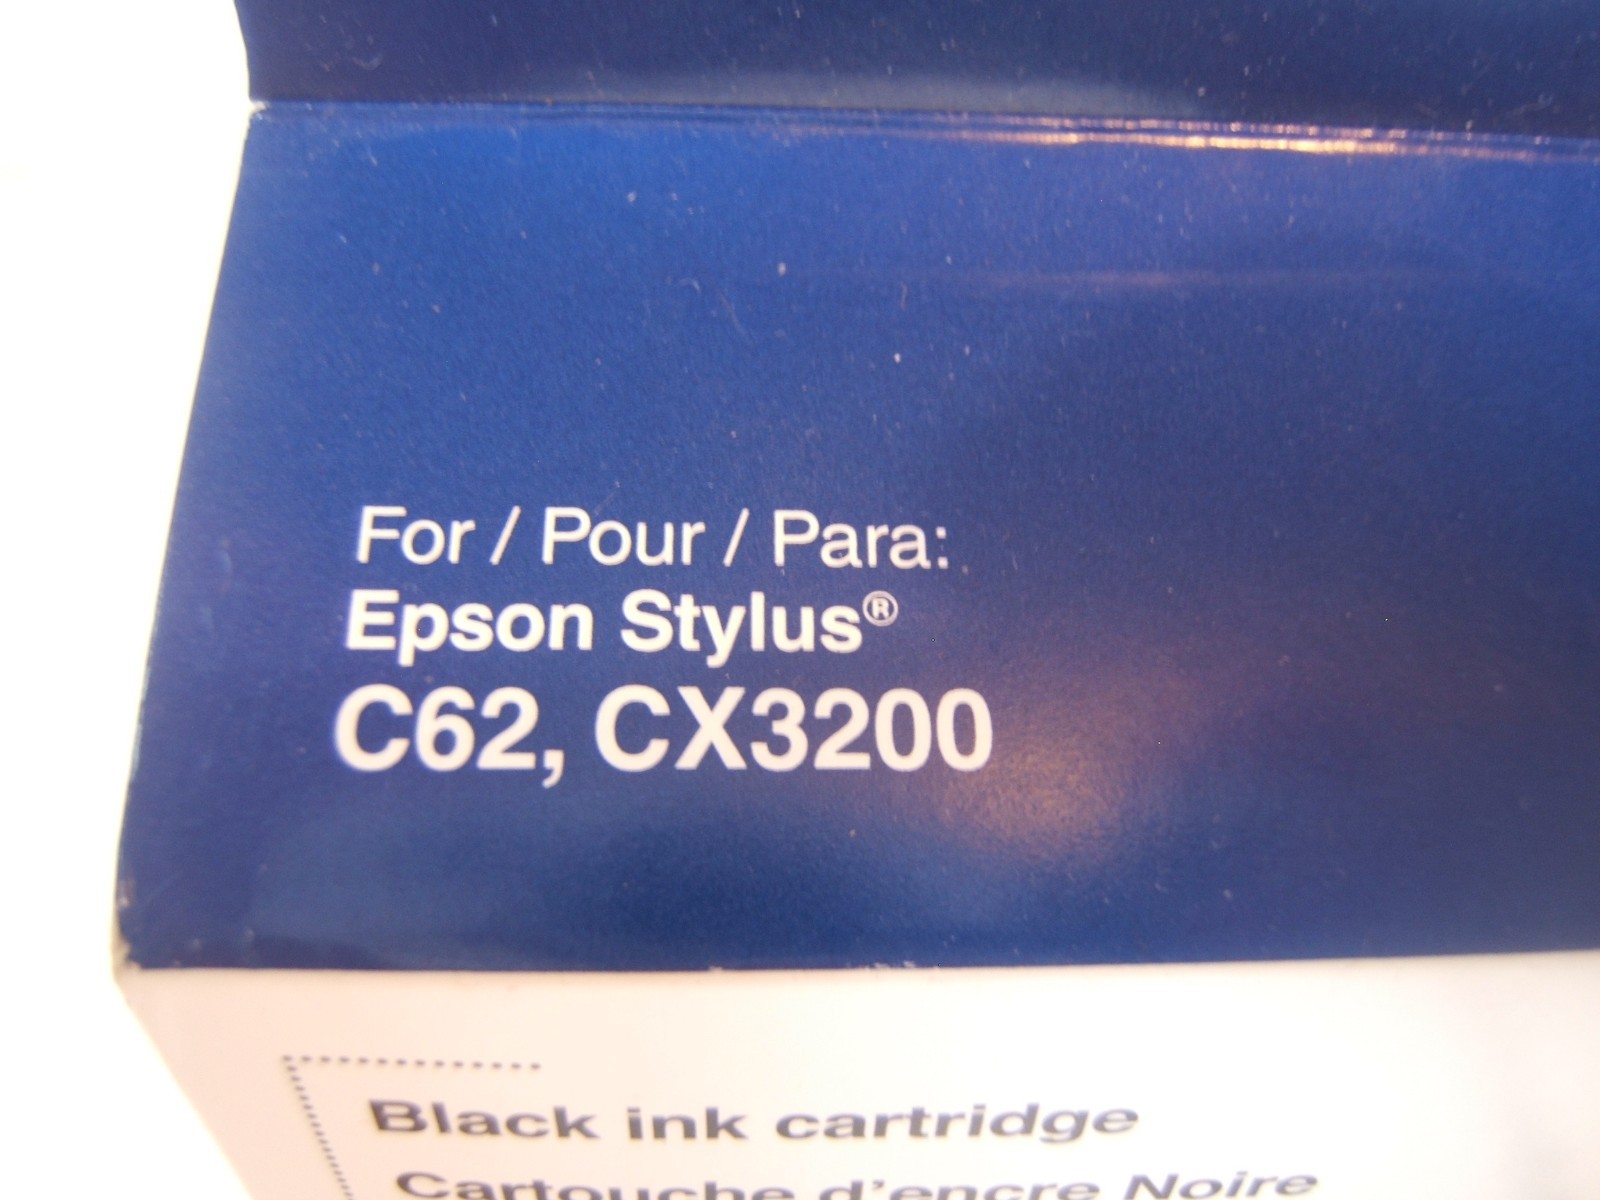 For / Pour / Para:
Epson Stylus®
C62, CX3200
Black ink cartridge
Cartouche d'encre Noire